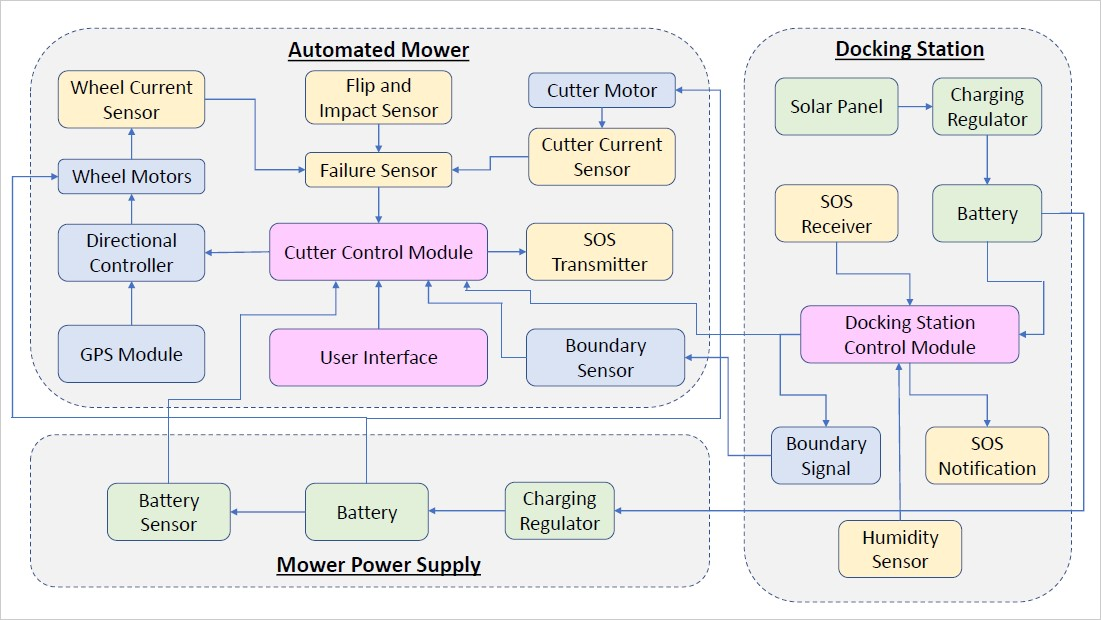 Automated Mower
Wheel Current
Sensor
Flip and
Impact Sensor
Cutter Motor
Wheel Motors
Failure Sensor
Cutter Current
Sensor
Directional
Controller
Cutter Control Module
SOS
Transmitter
GPS Module
User Interface
Boundary
Sensor
Docking Station
Solar Panel
Charging
Regulator
SOS
Receiver
Battery
Docking Station
Control Module
Boundary
Signal
SOS
Notification
Humidity
Sensor
Battery
Sensor
Battery
Charging
Regulator
Mower Power Supply